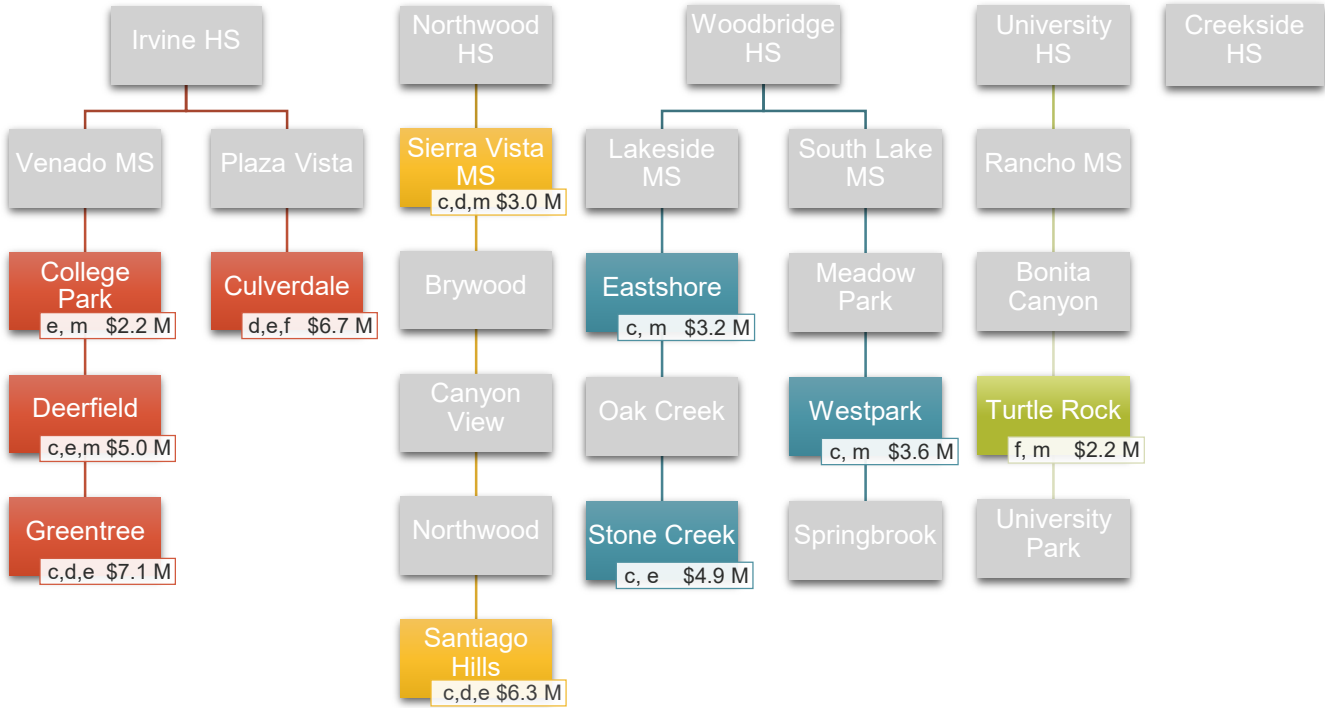 Irvine HS
Northwood
HS
Woodbridge
HS
University
HS
Creekside
HS
Venado MS
Plaza Vista
Sierra Vista
MS
c,d,m $3.0 M
Lakeside
MS
South Lake
MS
Rancho MS
College
Park
e, m $2.2 M
Culverdale
d,e,f $6.7 M
Brywood
Eastshore
c, m $3.2 M
Meadow
Park
Bonita
Canyon
Deerfield
c,e,m $5.0 M
Canyon
View
Oak Creek
Westpark
c, m $3.6 M
Turtle Rock
f, m $2.2 M
Greentree
c,d,e $7.1 M
Northwood
Stone Creek
c, e $4.9 M
Springbrook
University
Park
Santiago
Hills
c,d,e $6.3 M